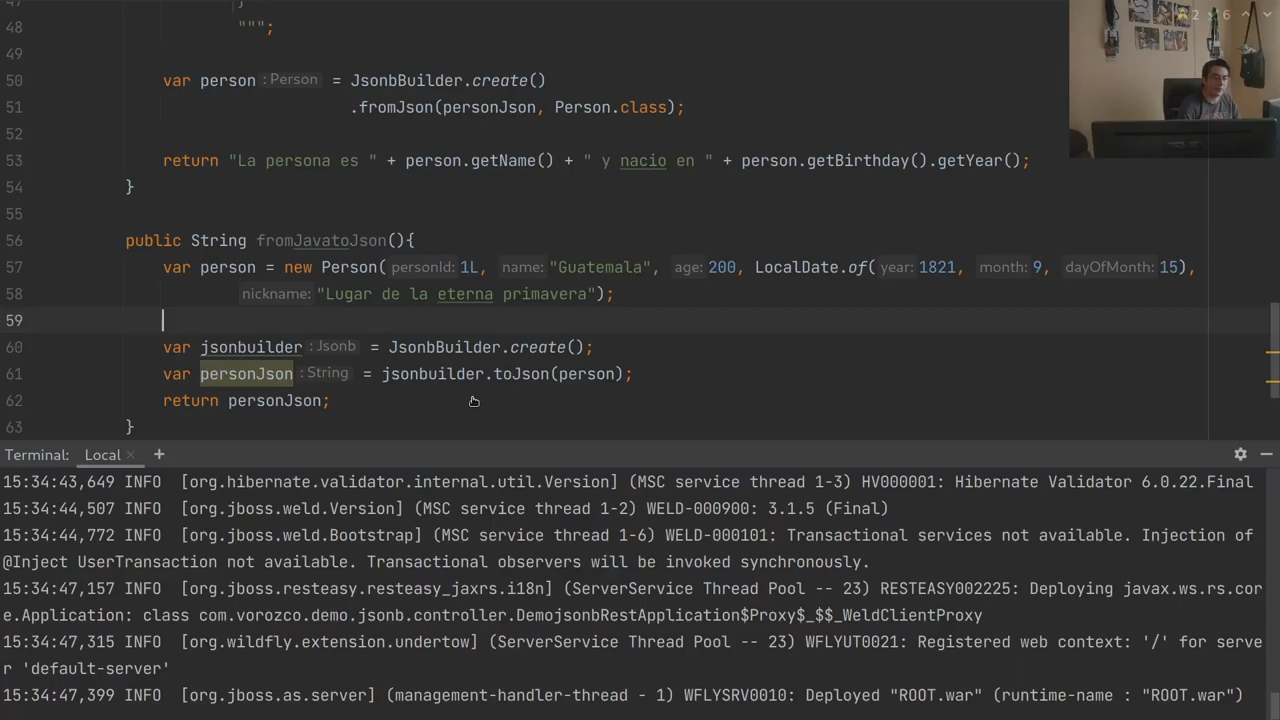 47 }
48 """;
49
50 var person : Person = JsonbBuilder.create()
51 .fromJson(personJson, Person.class);
52
53 return "La persona es " + person.getName() + " y nacio en " + person.getBirthday().getYear();
54 }
55
56 public String fromJavatoJson(){
57 var person = new Person( personId: 1L, name: "Guatemala", age: 200, LocalDate.of( year: 1821, month: 9, dayOfMonth: 15),
58 nickname: "Lugar de la eterna primavera");
59
60 var jsonbuilder : Jsonb = JsonbBuilder.create();
61 var personJson : String = jsonbuilder.toJson(person);
62 return personJson;
63 }
2 6
Terminal: Local × +
15:34:43,649 INFO [org.hibernate.validator.internal.util.Version] (MSC service thread 1-3) HV000001: Hibernate Validator 6.0.22.Final
15:34:44,507 INFO [org.jboss.weld.Version] (MSC service thread 1-2) WELD-000900: 3.1.5 (Final)
15:34:44,772 INFO [org.jboss.weld.Bootstrap] (MSC service thread 1-6) WELD-000101: Transactional services not available. Injection of
@Inject UserTransaction not available. Transactional observers will be invoked synchronously.
15:34:47,157 INFO [org.jboss.resteasy.resteasy_jaxrs.i18n] (ServerService Thread Pool -- 23) RESTEASY002225: Deploying javax.ws.rs.cor
e.Application: class com.vorozco.demo.jsonb.controller.DemojsonbRestApplication$Proxy$_$$_WeldClientProxy
15:34:47,315 INFO [org.wildfly.extension.undertow] (ServerService Thread Pool -- 23) WFLYUT0021: Registered web context: '/' for serve
r 'default-server'
15:34:47,399 INFO [org.jboss.as.server] (management-handler-thread - 1) WFLYSRV0010: Deployed "ROOT.war" (runtime-name : "ROOT.war")